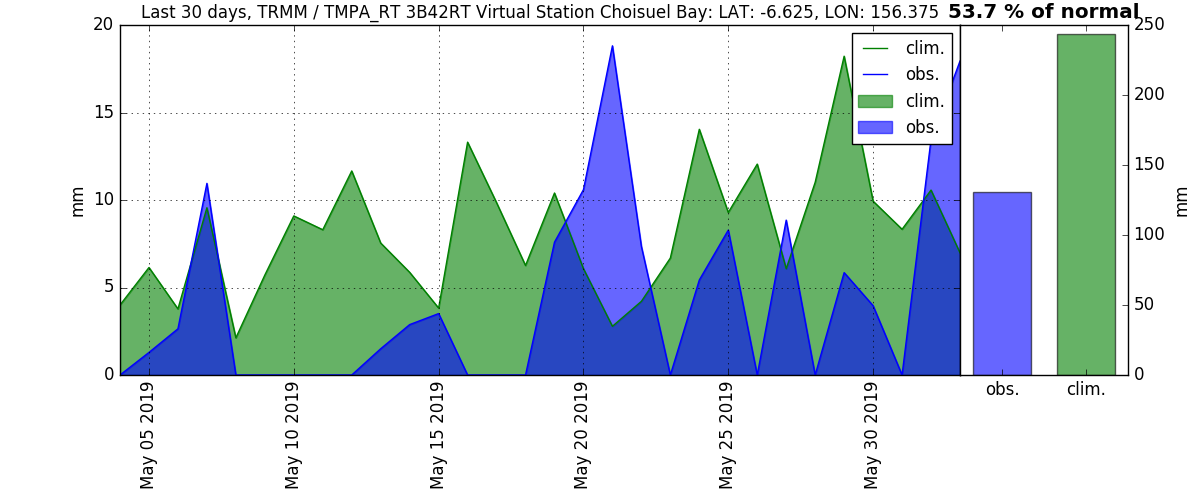 Last 30 days, TRMM / TMPA_RT 3B42RT Virtual Station Choisuel Bay: LAT: -6.625, LON: 156.375
53.7 % of normal
20
15
10
5
0
mm
clim.
obs.
clim.
obs.
250
200
150
100
50
0
mm
obs.
clim.
May 05 2019
May 10 2019
May 15 2019
May 20 2019
May 25 2019
May 30 2019